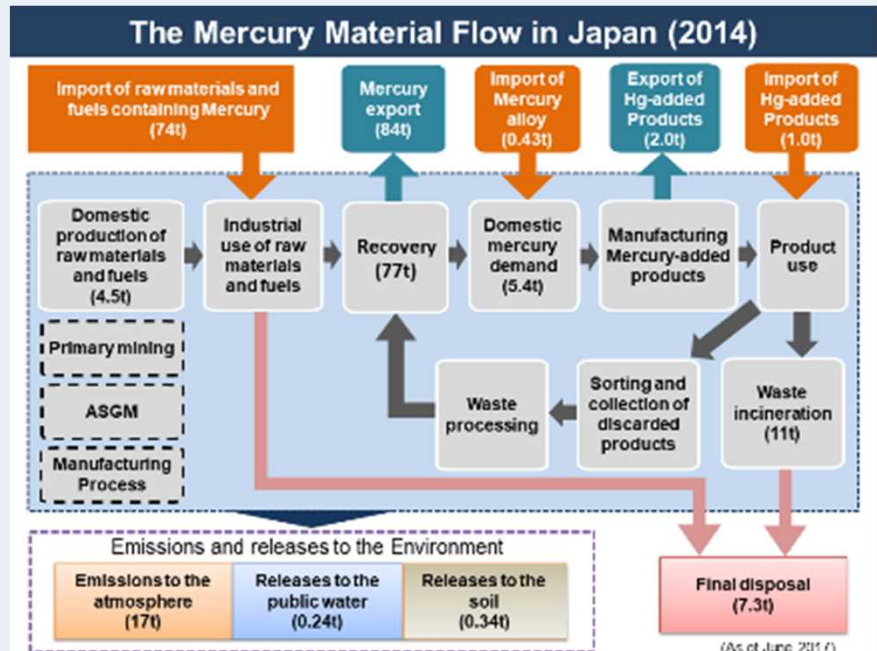 The Mercury Material Flow in Japan (2014)
Import of raw materials and
fuels containing Mercury
(74t)
Mercury
export
(84t)
Import of
Mercury
alloy
(0.43t)
Export of
Hg-added
Products
(2.0t)
Import of
Hg-added
Products
(1.0t)
Domestic
production of
raw materials
and fuels
(4.5t)
Industrial
use of raw
materials
and fuels
Recovery
(77t)
Domestic
mercury
demand
(5.4t)
Manufacturing
Mercury-added
products
Product
use
Primary mining
ASGM
Manufacturing
Process
Waste
processing
Sorting and
collection of
discarded
products
Waste
incineration
(11t)
Emissions and releases to the Environment
Emissions to the
atmosphere
(17t)
Releases to the
public water
(0.24t)
Releases to the
soil
(0.34t)
Final disposal
(7.3t)
(As of June 2017)